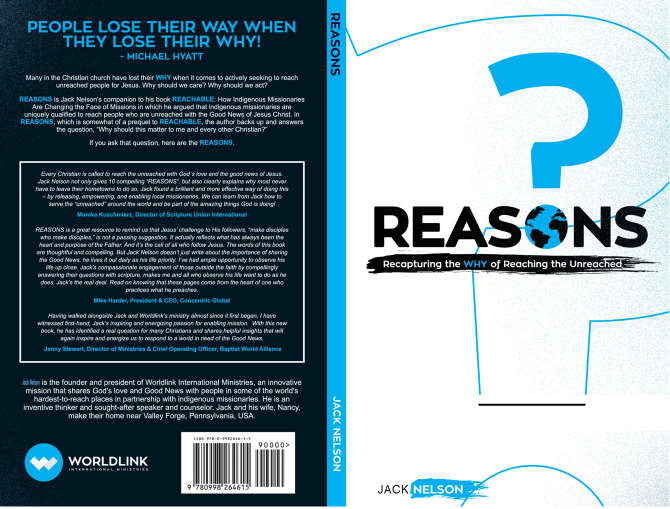 PEOPLE LOSE THEIR WAY WHEN
THEY LOSE THEIR WHY!
- MICHAEL HYATT
Many in the Christian church have lost their WHY when it comes to actively seeking to reach
unreached people for Jesus. Why should we care? Why should we act?
REASONS is Jack Nelson's companion to his book REACHABLE: How Indigenous Missionaries
Are Changing the Face of Missions in which he argued that indigenous missionaries are
uniquely qualified to reach people who are unreached with the Good News of Jesus Christ. In
REASONS, which is somewhat of a prequel to REACHABLE, the author backs up and answers
the question, "Why should this matter to me and every other Christian?"
If you ask that question, here are the REASONS.
Every Christian is called to reach the unreached with God´s love and the good news of Jesus.
Jack Nelson not only gives 10 compelling "REASONS", but also clearly explains why most never
have to leave their hometowns to do so. Jack found a brilliant and more effective way of doing this
– by releasing, empowering, and enabling local missionaries. We can learn from Jack how to
serve the "unreached" around the world and be part of the amazing things God is doing!
Monika Kuschmierz, Director of Scripture Union International
REASONS is a great resource to remind us that Jesus' challenge to His followers, "make disciples
who make disciples," is not a passing suggestion. It actually reflects what has always been the
heart and purpose of the Father. And it's the call of all who follow Jesus. The words of this book
are thoughtful and compelling. But Jack Nelson doesn't just write about the importance of sharing
the Good News, he lives it out daily as his life priority. I've had ample opportunity to observe his
life up close. Jack's compassionate engagement of those outside the faith by compellingly
answering their questions with scripture, makes me and all who observe his life want to do as he
does. Jack's the real deal. Read on knowing that these pages come from the heart of one who
practices what he preaches.
Mike Harder, President & CEO, Concentric Global
Having walked alongside Jack and Worldlink's ministry almost since it first began, I have
witnessed first-hand, Jack's inspiring and energizing passion for enabling mission. With this new
book, he has identified a real question for many Christians and shares helpful insights that will
again inspire and energize us to respond to a world in need of the Good News.
Janny Stewart, Director of Ministries & Chief Operating Officer, Baptist World Alliance
Jack Nelson is the founder and president of Worldlink International Ministries, an innovative
mission that shares God's love and Good News with people in some of the world's
hardest-to-reach places in partnership with indigenous missionaries. He is an
inventive thinker and sought-after speaker and counselor. Jack and his wife, Nancy,
make their home near Valley Forge, Pennsylvania, USA.
WORLDLINK
INTERNATIONAL MINISTRIES
ISBN 978-0-9982646-1-5
90000>
9 780998 264615
REASONS
JACK NELSON
?
REASONS
Recapturing the WHY of Reaching the Unreached
JACK NELSON